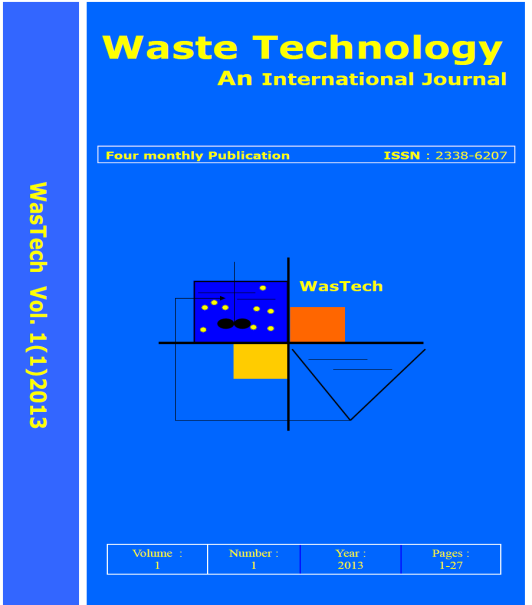 Waste Technology
An International Journal
Four monthly Publication ISSN : 2338-6207
WasTech Vol. 1(1)2013
WasTech
Volume : Number : Year : Pages :
1 1 2013 1-27